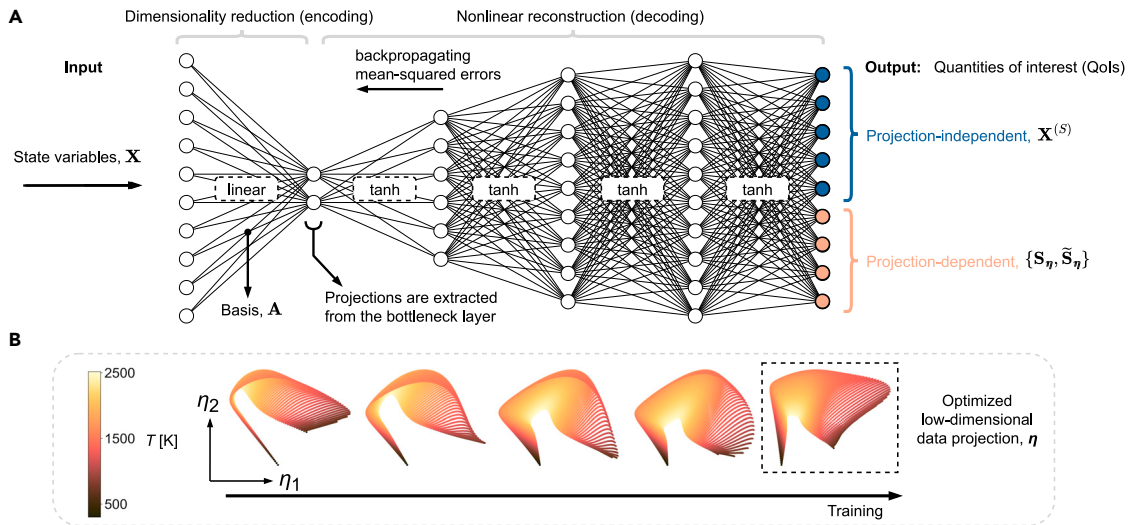 A
Dimensionality reduction (encoding)
Nonlinear reconstruction (decoding)
Input
backpropagating
mean-squared errors
Output: Quantities of interest (QoIs)
State variables, X
linear
tanh
tanh
tanh
tanh
Projection-independent, X^(S)
Projection-dependent, {S_η, S̃_η}
Basis, A
Projections are extracted
from the bottleneck layer
B
2500
1500
500
T [K]
η2
η1
Training
Optimized
low-dimensional
data projection, η